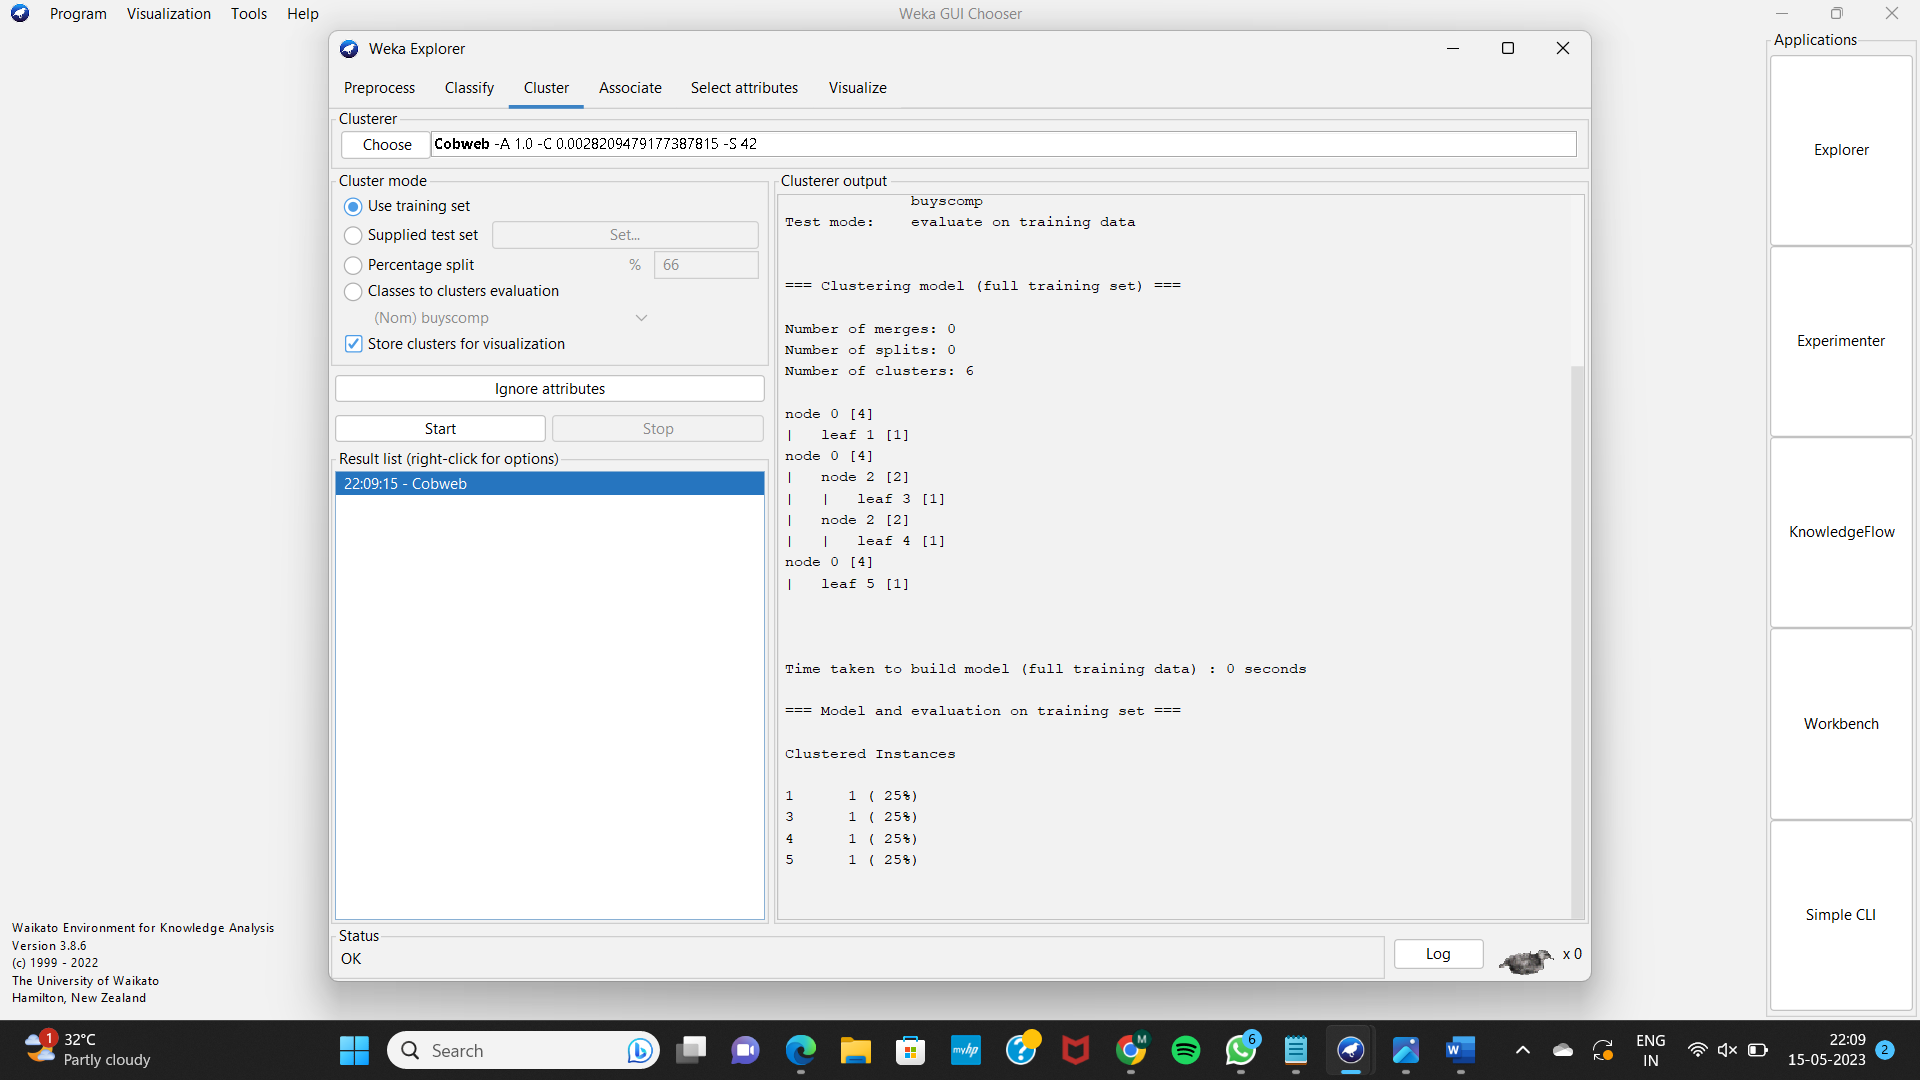 Program Visualization Tools Help
Weka GUI Chooser
Applications
Weka Explorer
Preprocess Classify Cluster Associate Select attributes Visualize
Clusterer
Choose Cobweb -A 1.0 -C 0.0028209479177387815 -S 42
Cluster mode
Use training set
Supplied test set Set...
Percentage split % 66
Classes to clusters evaluation
(Nom) buyscomp
Store clusters for visualization
Ignore attributes
Start Stop
Result list (right-click for options)
22:09:15 - Cobweb
Clusterer output
buyscomp
Test mode: evaluate on training data
=== Clustering model (full training set) ===
Number of merges: 0
Number of splits: 0
Number of clusters: 6
node 0 [4]
| leaf 1 [1]
node 0 [4]
| node 2 [2]
| | leaf 3 [1]
| node 2 [2]
| | leaf 4 [1]
node 0 [4]
| leaf 5 [1]
Time taken to build model (full training data) : 0 seconds
=== Model and evaluation on training set ===
Clustered Instances
1 1 ( 25%)
3 1 ( 25%)
4 1 ( 25%)
5 1 ( 25%)
Status
OK
Log
x 0
Explorer
Experimenter
KnowledgeFlow
Workbench
Simple CLI
Waikato Environment for Knowledge Analysis
Version 3.8.6
(c) 1999 - 2022
The University of Waikato
Hamilton, New Zealand
1
32°C
Partly cloudy
Search
myhp
?
M
6
W
ENG
IN
22:09
15-05-2023
2